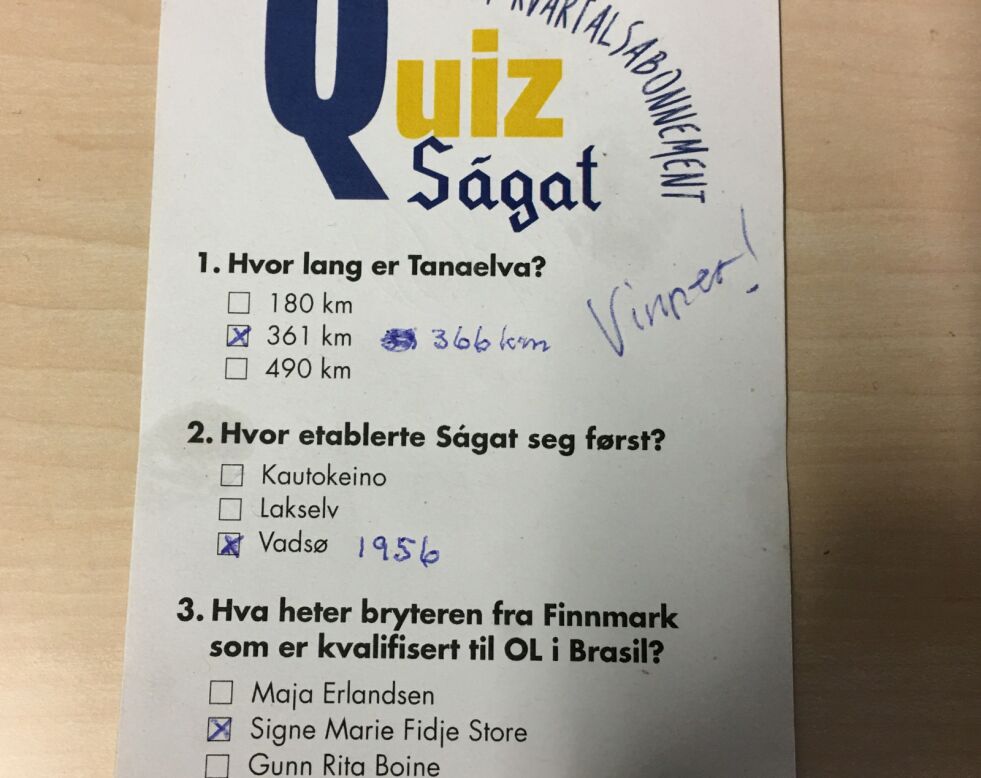 KVARTALSABONNEMENT
Quiz
Ságat
1. Hvor lang er Tanaelva?
180 km
361 km 366 km
490 km
Vinner!
2. Hvor etablerte Ságat seg først?
Kautokeino
Lakselv
Vadsø 1956
3. Hva heter bryteren fra Finnmark
som er kvalifisert til OL i Brasil?
Maja Erlandsen
Signe Marie Fidje Store
Gunn Rita Boine